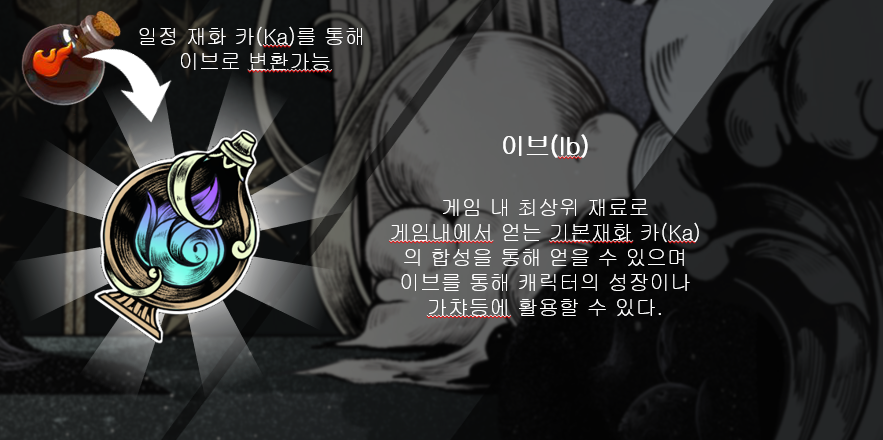 일정 재화 카(Ka)를 통해
이브로 변환가능
이브(Ib)
게임 내 최상위 재료로
게임내에서 얻는 기본재화 카(Ka)
의 합성을 통해 얻을 수 있으며
이브를 통해 캐릭터의 성장이나
가챠등에 활용할 수 있다.